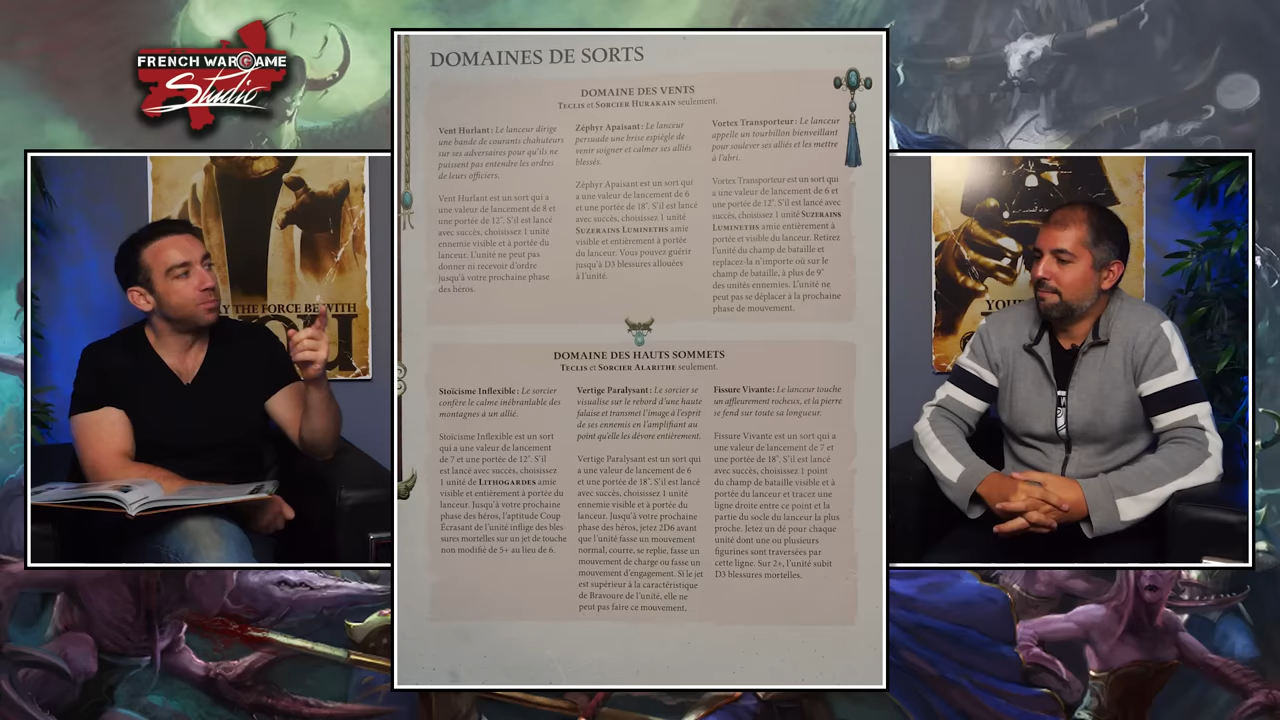 FRENCH WARGAME
Studio
DOMAINES DE SORTS
DOMAINE DES VENTS
TECLIS et SORCIER HURAKAIN seulement.
Vent Hurlant : Le lanceur dirige
une bande de courants chahuteurs
sur ses adversaires pour qu'ils ne
puissent pas entendre les ordres
de leurs officiers.
Vent Hurlant est un sort qui a
une valeur de lancement de 8 et
une portée de 12". S'il est lancé
avec succès, choisissez 1 unité
ennemie visible et à portée du
lanceur. L'unité ne peut pas
donner ni recevoir d'ordre
jusqu'à votre prochaine phase
des héros.
Zéphyr Apaisant : Le lanceur
persuade une brise espiègle de
venir soigner et calmer ses alliés
blessés.
Zéphyr Apaisant est un sort qui
a une valeur de lancement de 6
et une portée de 18". S'il est lancé
avec succès, choisissez 1 unité
SUZERAINS LUMINETHS amie
visible et entièrement à portée
du lanceur. Vous pouvez guérir
jusqu'à D3 blessures allouées
à l'unité.
Vortex Transporteur : Le lanceur
appelle un tourbillon bienveillant
pour soulever ses alliés et les mettre
à l'abri.
Vortex Transporteur est un sort qui
a une valeur de lancement de 6 et
une portée de 12". S'il est lancé avec
succès, choisissez 1 unité SUZERAINS
LUMINETHS amie entièrement à
portée et visible du lanceur. Retirez
l'unité du champ de bataille et
replacez-la n'importe où sur le
champ de bataille, à plus de 9"
des unités ennemies. L'unité ne
peut pas se déplacer à la prochaine
phase de mouvement.
DOMAINE DES HAUTS SOMMETS
TECLIS et SORCIER ALARITHE seulement.
Stoïcisme Inflexible : Le sorcier
confère le calme inébranlable des
montagnes à un allié.
Stoïcisme Inflexible est un sort
qui a une valeur de lancement
de 7 et une portée de 12". S'il
est lancé avec succès, choisissez
1 unité de LITHOGARDES amie
visible et entièrement à portée du
lanceur. Jusqu'à votre prochaine
phase des héros, l'aptitude Coup
Écrasant de l'unité inflige des bles-
sures mortelles sur un jet de touche
non modifié de 5+ au lieu de 6.
Vertige Paralysant : Le sorcier se
visualise sur le rebord d'une haute
falaise et transmet l'image à l'esprit
de ses ennemis en l'amplifiant au
point qu'elle les dévore entièrement.
Vertige Paralysant est un sort qui
a une valeur de lancement de 6
et une portée de 18". S'il est lancé
avec succès, choisissez 1 unité
ennemie visible et à portée du
lanceur. Jusqu'à votre prochaine
phase des héros, jetez 2D6 avant
que l'unité fasse un mouvement
normal, courre, se replie, fasse un
mouvement de charge ou fasse un
mouvement d'engagement. Si le jet
est supérieur à la caractéristique
de Bravoure de l'unité, elle ne
peut pas faire ce mouvement.
Fissure Vivante : Le lanceur touche
un affleurement rocheux, et la pierre
se fend sur toute sa longueur.
Fissure Vivante est un sort qui a
une valeur de lancement de 7 et
une portée de 18". S'il est lancé
avec succès, choisissez 1 point
du champ de bataille visible et à
portée du lanceur et tracez une
ligne droite entre ce point et la
partie du socle du lanceur la plus
proche. Jetez un dé pour chaque
unité dont une ou plusieurs
figurines sont traversées par
cette ligne. Sur 2+, l'unité subit
D3 blessures mortelles.
THE FORCE BE WITH
YOU